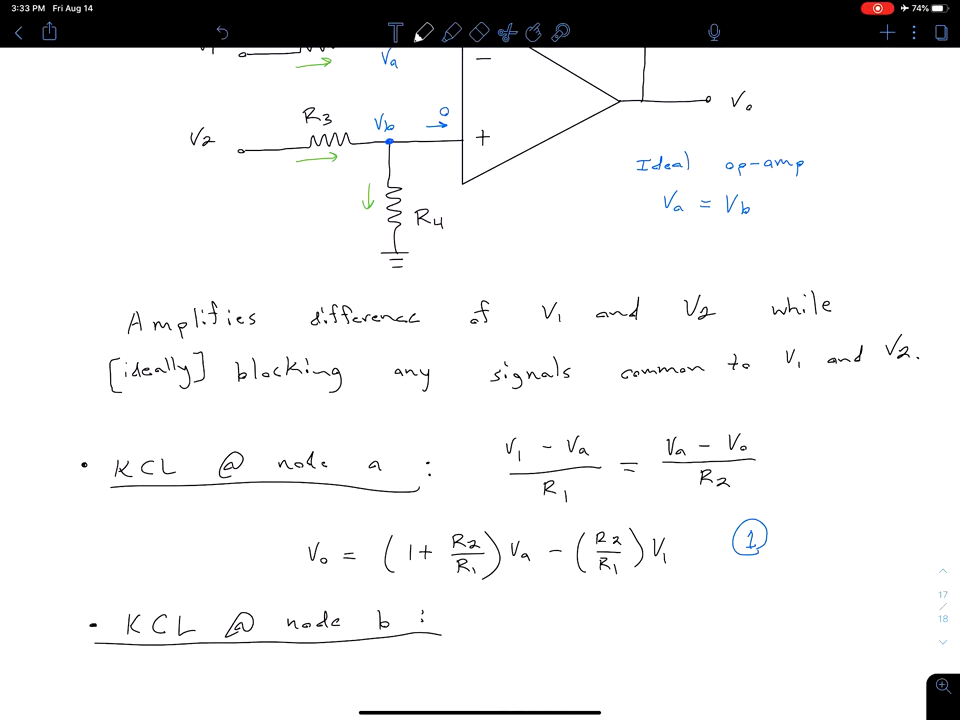 3:33 PM Fri Aug 14
74%
Va
−
R3
Vb
0
V2
+
Vo
R4
Ideal op-amp
Va = Vb
Amplifies difference of V1 and V2 while
[ideally] blocking any signals common to V1 and V2.
• KCL @ node a : (V1 − Va)/R1 = (Va − Vo)/R2
Vo = (1 + R2/R1) Va − (R2/R1) V1 ①
• KCL @ node b :
17
/
18